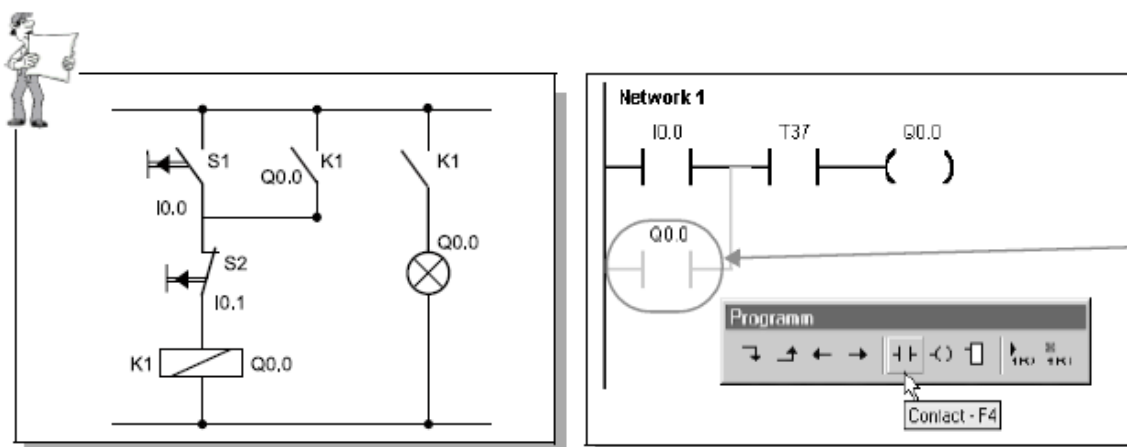 S1
K1
K1
Q0.0
I0.0
Q0.0
S2
I0.1
K1
Q0.0
Network 1
I0.0
T37
Q0.0
Q0.0
Programm
Contact - F4